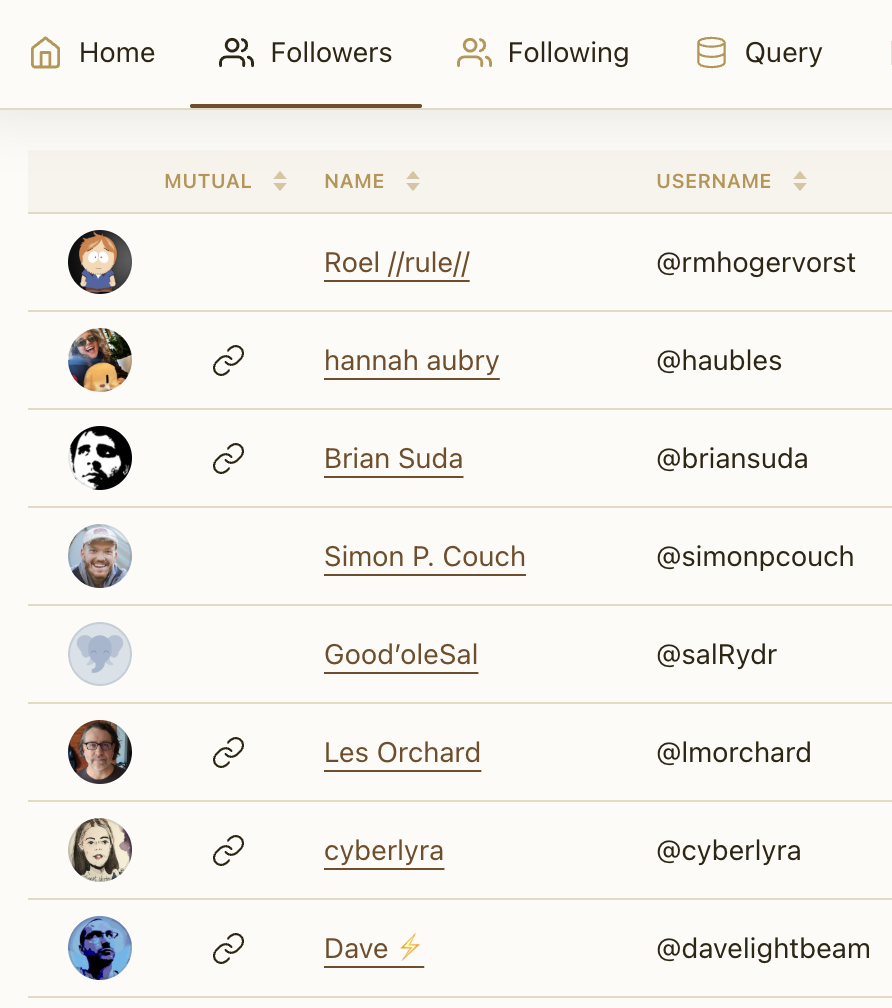 Home Followers Following Query
MUTUAL NAME USERNAME
Roel //rule// @rmhogervorst
hannah aubry @haubles
Brian Suda @briansuda
Simon P. Couch @simonpcouch
Good’oleSal @salRydr
Les Orchard @lmorchard
cyberlyra @cyberlyra
Dave ⚡ @davelightbeam